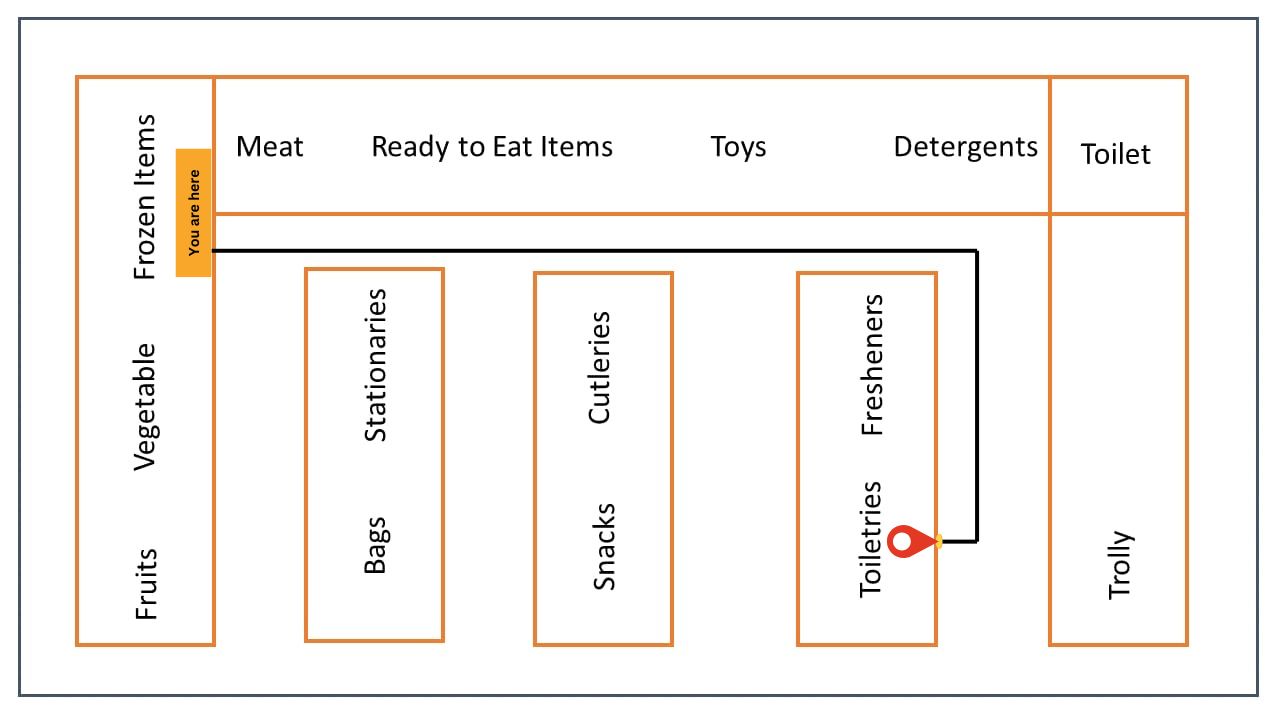 Frozen Items
You are here
Vegetable
Fruits
Meat
Ready to Eat Items
Toys
Detergents
Toilet
Stationaries
Bags
Cutleries
Snacks
Fresheners
Toiletries
Trolly